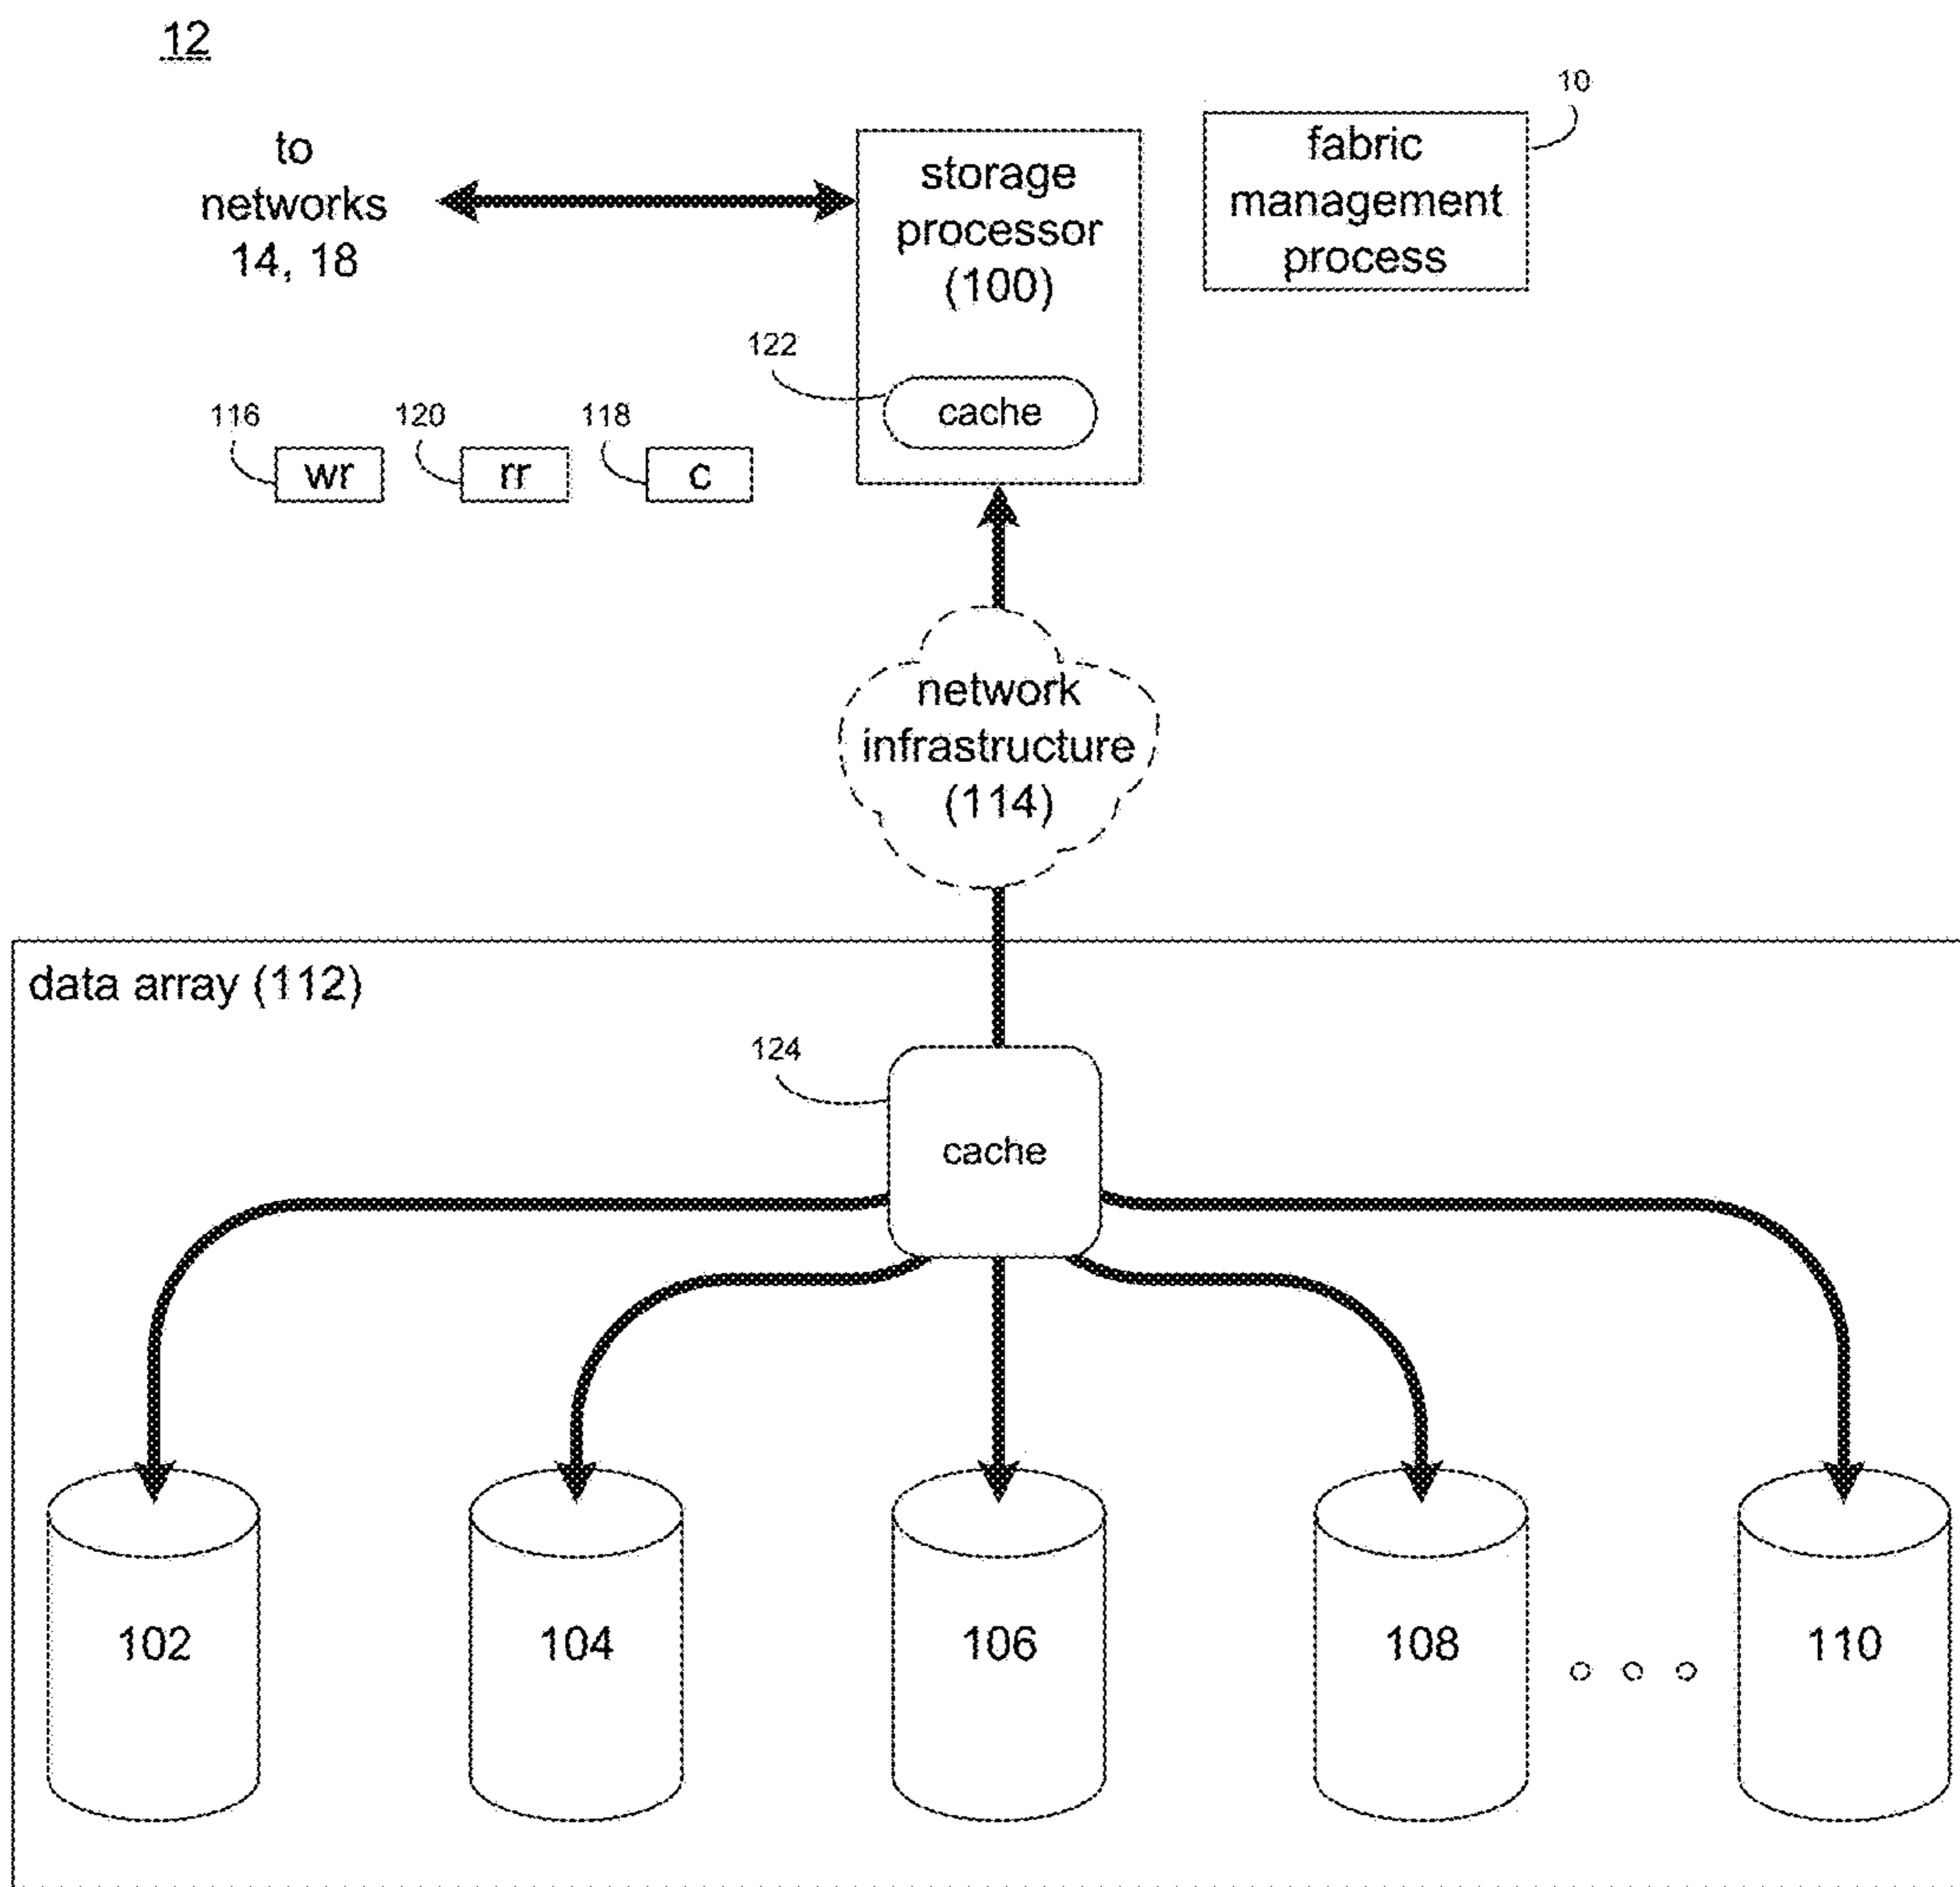 12
to
networks
14, 18
storage
processor
(100)
10
fabric
management
process
122
cache
116
wr
120
rr
118
c
network
infrastructure
(114)
data array (112)
124
cache
102
104
106
108
110